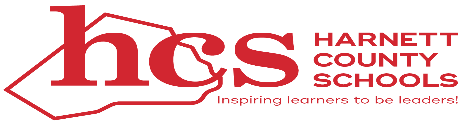 hcs
HARNETT
COUNTY
SCHOOLS
Inspiring learners to be leaders!